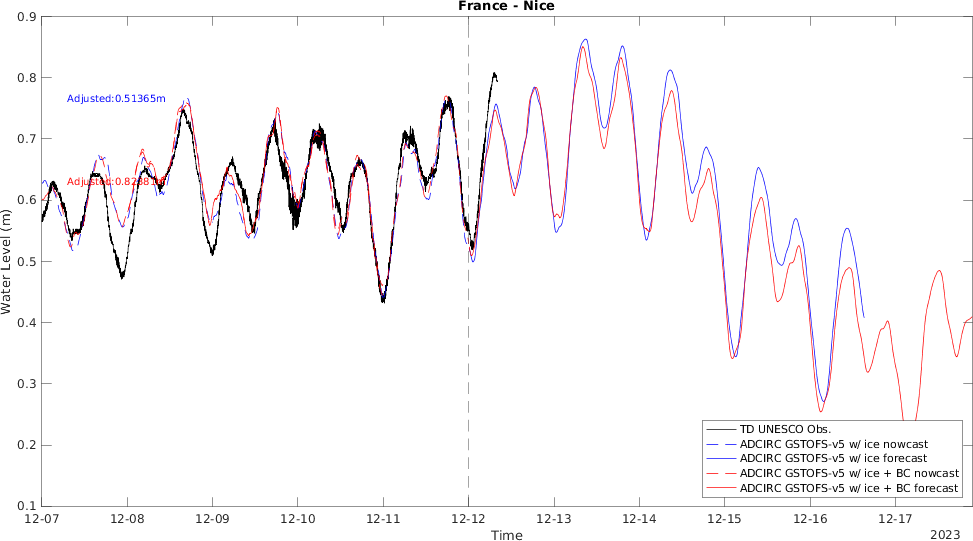 France - Nice
0.9
0.8
0.7
0.6
0.5
0.4
0.3
0.2
0.1
Water Level (m)
Adjusted:0.51365m
TD UNESCO Obs.
ADCIRC GSTOFS-v5 w/ ice nowcast
ADCIRC GSTOFS-v5 w/ ice forecast
ADCIRC GSTOFS-v5 w/ ice + BC nowcast
ADCIRC GSTOFS-v5 w/ ice + BC forecast
12-07 12-08 12-09 12-10 12-11 12-12 12-13 12-14 12-15 12-16 12-17
Time
2023